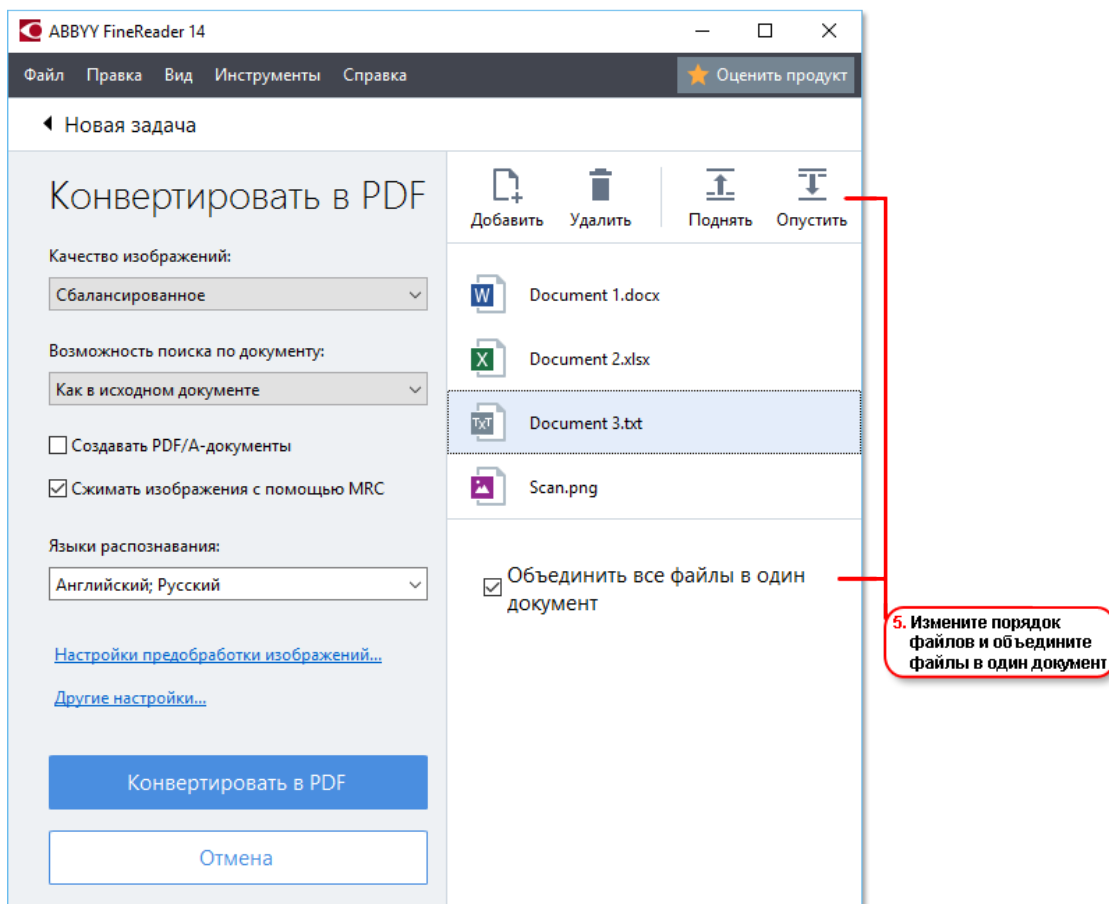 ABBYY FineReader 14
Файл Правка Вид Инструменты Справка
Оценить продукт
Новая задача
Конвертировать в PDF
Качество изображений:
Сбалансированное
Возможность поиска по документу:
Как в исходном документе
Создавать PDF/A-документы
Сжимать изображения с помощью MRC
Языки распознавания:
Английский; Русский
Настройки предобработки изображений...
Другие настройки...
Конвертировать в PDF
Отмена
Добавить Удалить Поднять Опустить
W Document 1.docx
X Document 2.xlsx
TXT Document 3.txt
Scan.png
Объединить все файлы в один
документ
5. Измените порядок
файлов и объедините
файлы в один документ